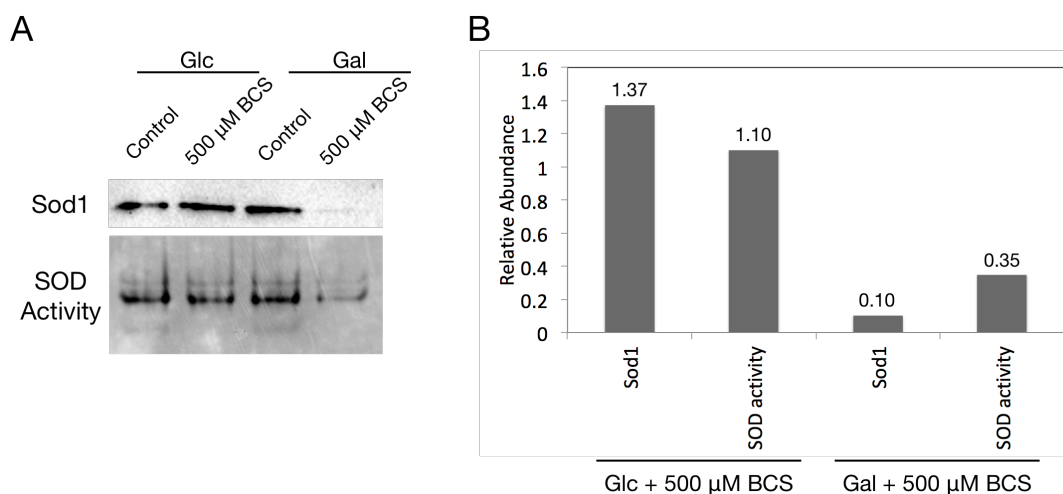 A
Glc
Gal
Control
500 µM BCS
Control
500 µM BCS
Sod1
SOD
Activity
B
Relative Abundance
1.6
1.4
1.2
1
0.8
0.6
0.4
0.2
0
1.37
1.10
0.10
0.35
Sod1
SOD activity
Sod1
SOD activity
Glc + 500 µM BCS
Gal + 500 µM BCS